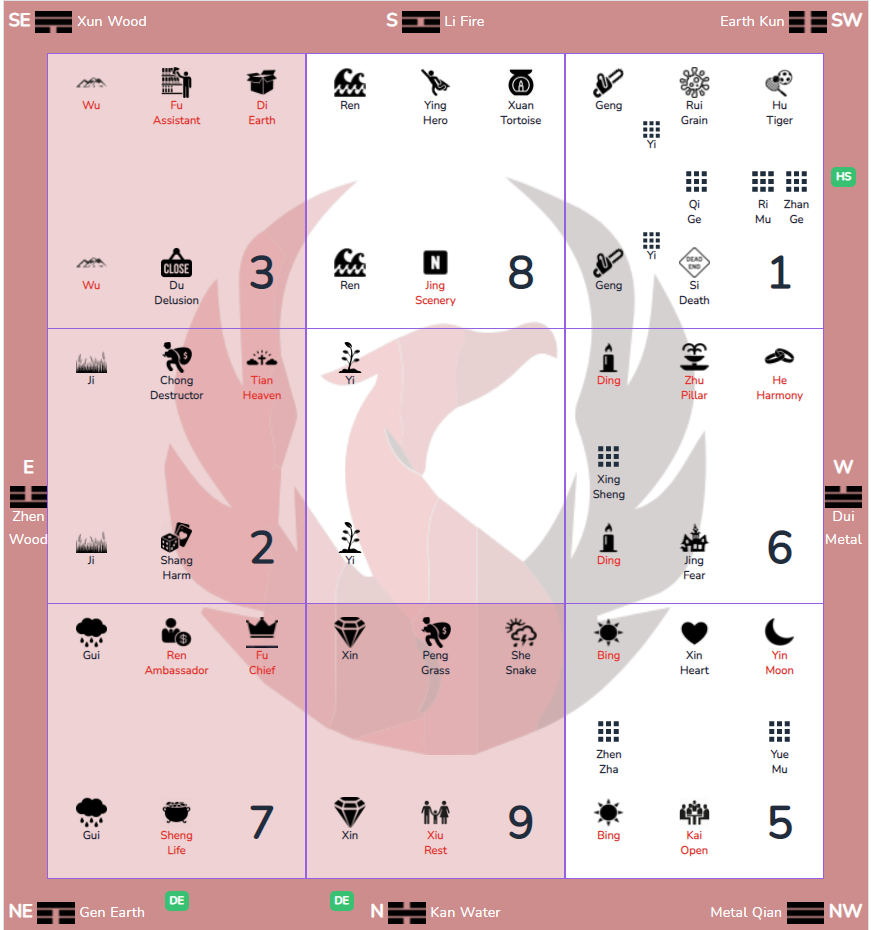 SE Xun Wood S Li Fire Earth Kun SW
Wu Fu Di Ren Ying Xuan Geng Rui Hu
Assistant Earth Hero Tortoise Grain Tiger
Yi
HS
Qi Ri Zhan
Ge Mu Ge
Yi
CLOSE N DEAD END
Wu Du 3 Ren Jing 8 Geng Si 1
Delusion Scenery Death
Ji Chong Tian Yi Ding Zhu He
Destructor Heaven Pillar Harmony
E W
Xing
Sheng
Zhen Dui
Wood Metal
Ji Shang 2 Yi Ding Jing 6
Harm Fear
Gui Ren Fu Xin Peng She Bing Xin Yin
Ambassador Chief Grass Snake Heart Moon
Zhen Yue
Zha Mu
Gui Sheng 7 Xin Xiu 9 Bing Kai 5
Life Rest Open
DE DE
NE Gen Earth N Kan Water Metal Qian NW